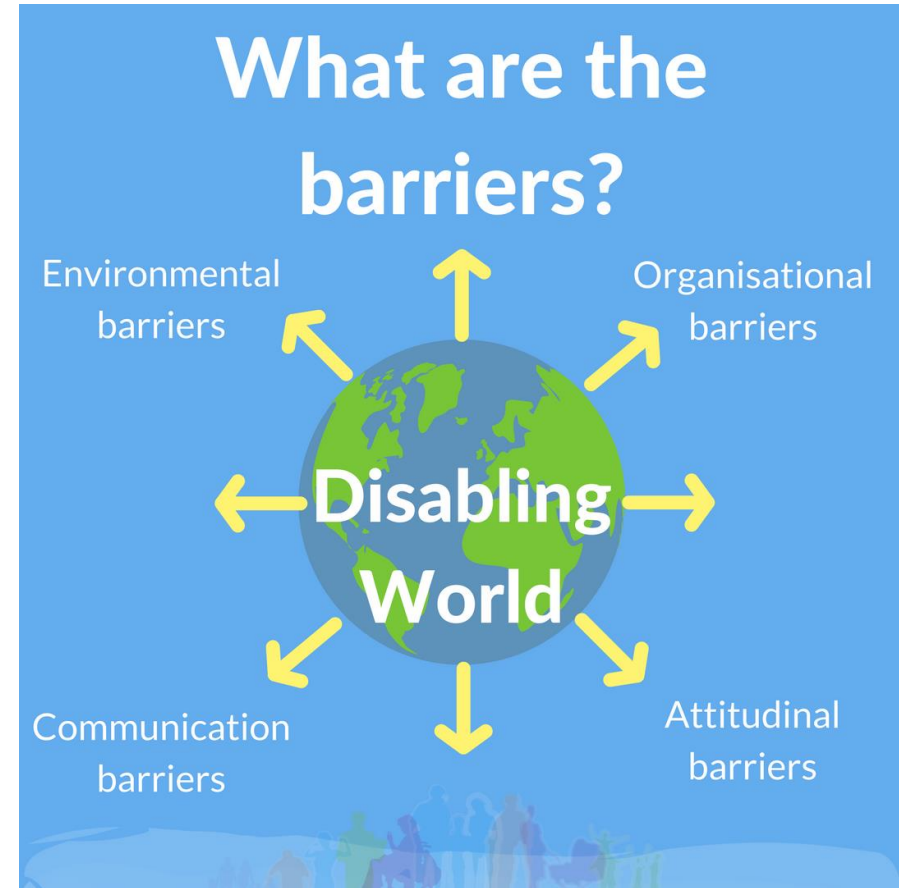 What are the
barriers?
Environmental
barriers
Organisational
barriers
Disabling
World
Communication
barriers
Attitudinal
barriers